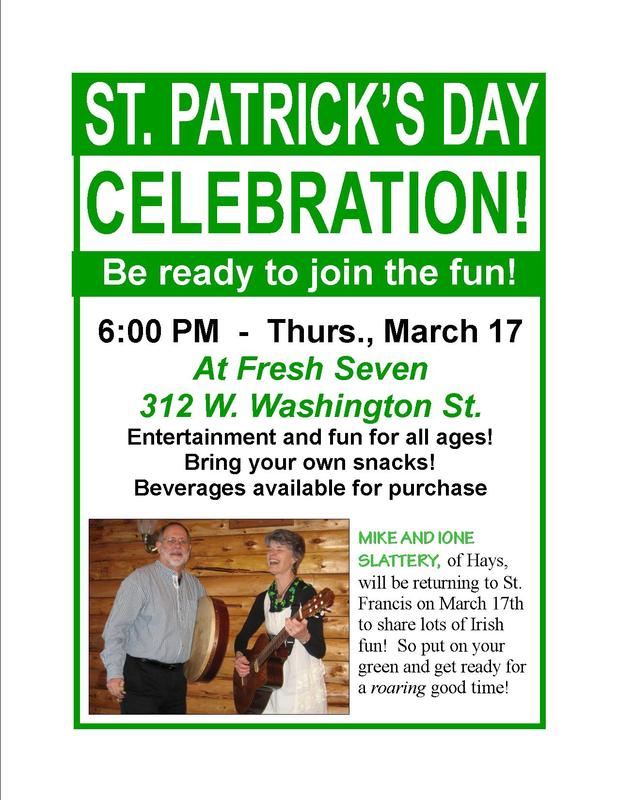 ST. PATRICK'S DAY
CELEBRATION!
Be ready to join the fun!
6:00 PM - Thurs., March 17
At Fresh Seven
312 W. Washington St.
Entertainment and fun for all ages!
Bring your own snacks!
Beverages available for purchase
MIKE AND IONE
SLATTERY, of Hays,
will be returning to St.
Francis on March 17th
to share lots of Irish
fun! So put on your
green and get ready for
a roaring good time!